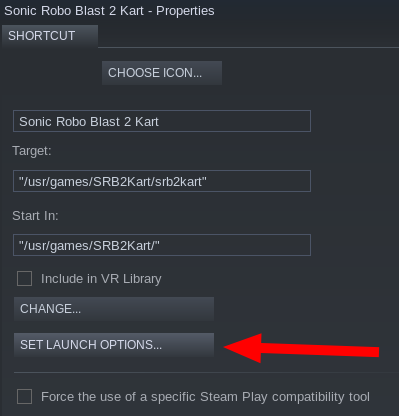 Sonic Robo Blast 2 Kart - Properties
SHORTCUT
CHOOSE ICON...
Sonic Robo Blast 2 Kart
Target:
"/usr/games/SRB2Kart/srb2kart"
Start In:
"/usr/games/SRB2Kart/"
Include in VR Library
CHANGE...
SET LAUNCH OPTIONS...
Force the use of a specific Steam Play compatibility tool